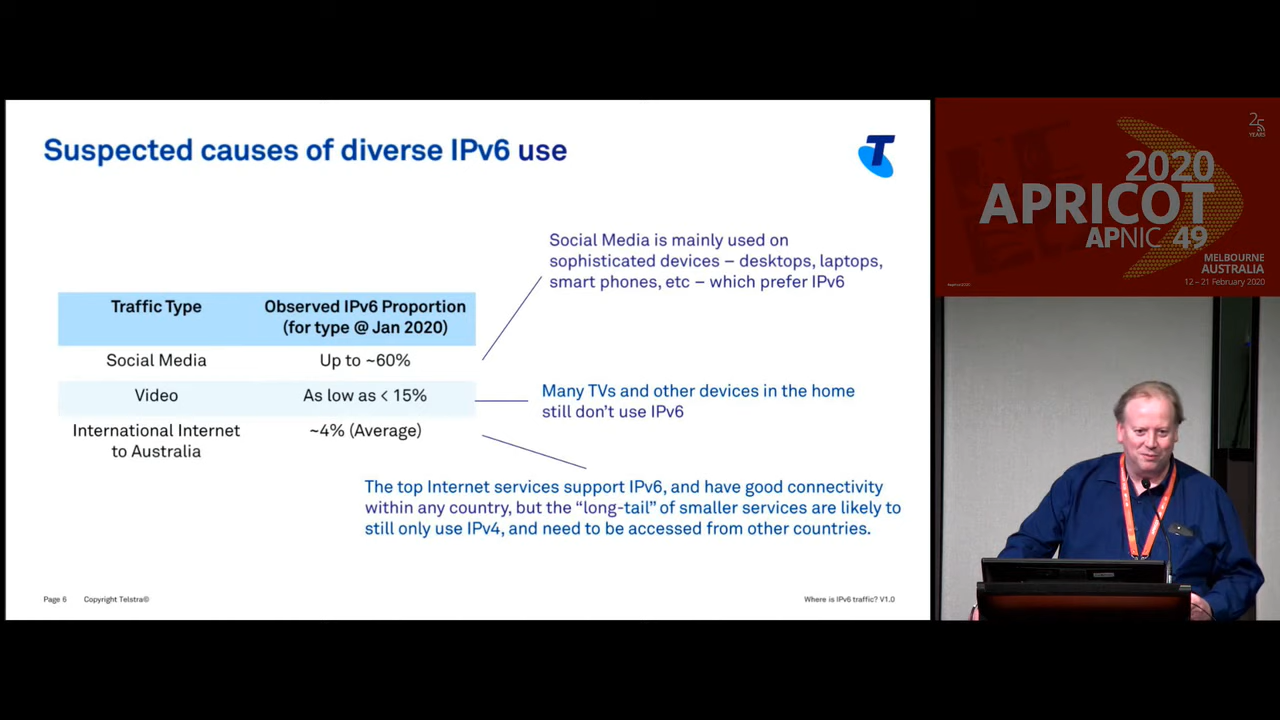 Suspected causes of diverse IPv6 use
T
Social Media is mainly used on
sophisticated devices – desktops, laptops,
smart phones, etc – which prefer IPv6
Traffic Type
Observed IPv6 Proportion
(for type @ Jan 2020)
Social Media
Up to ~60%
Video
As low as < 15%
Many TVs and other devices in the home
still don't use IPv6
International Internet
to Australia
~4% (Average)
The top Internet services support IPv6, and have good connectivity
within any country, but the “long-tail” of smaller services are likely to
still only use IPv4, and need to be accessed from other countries.
Page 6
Copyright Telstra©
Where is IPv6 traffic? V1.0
25
YEARS
2020
APRICOT
APNIC 49
MELBOURNE
AUSTRALIA
12 – 21 February 2020